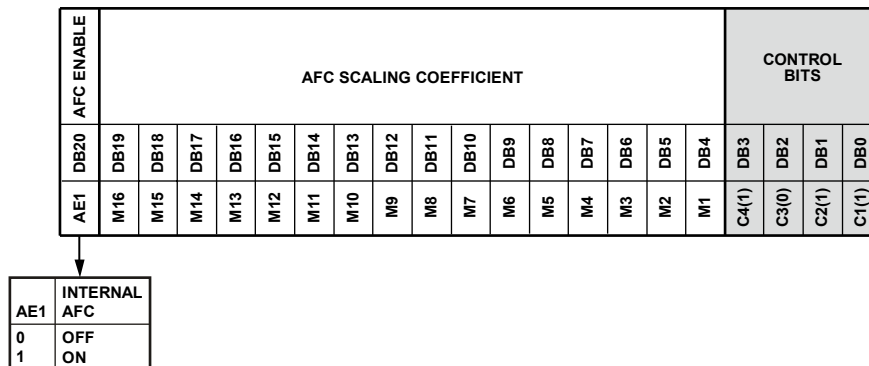 AFC ENABLE
AFC SCALING COEFFICIENT
CONTROL
BITS
DB20 DB19 DB18 DB17 DB16 DB15 DB14 DB13 DB12 DB11 DB10 DB9 DB8 DB7 DB6 DB5 DB4 DB3 DB2 DB1 DB0
AE1 M16 M15 M14 M13 M12 M11 M10 M9 M8 M7 M6 M5 M4 M3 M2 M1 C4(1) C3(0) C2(1) C1(1)
INTERNAL
AE1 AFC
0 OFF
1 ON